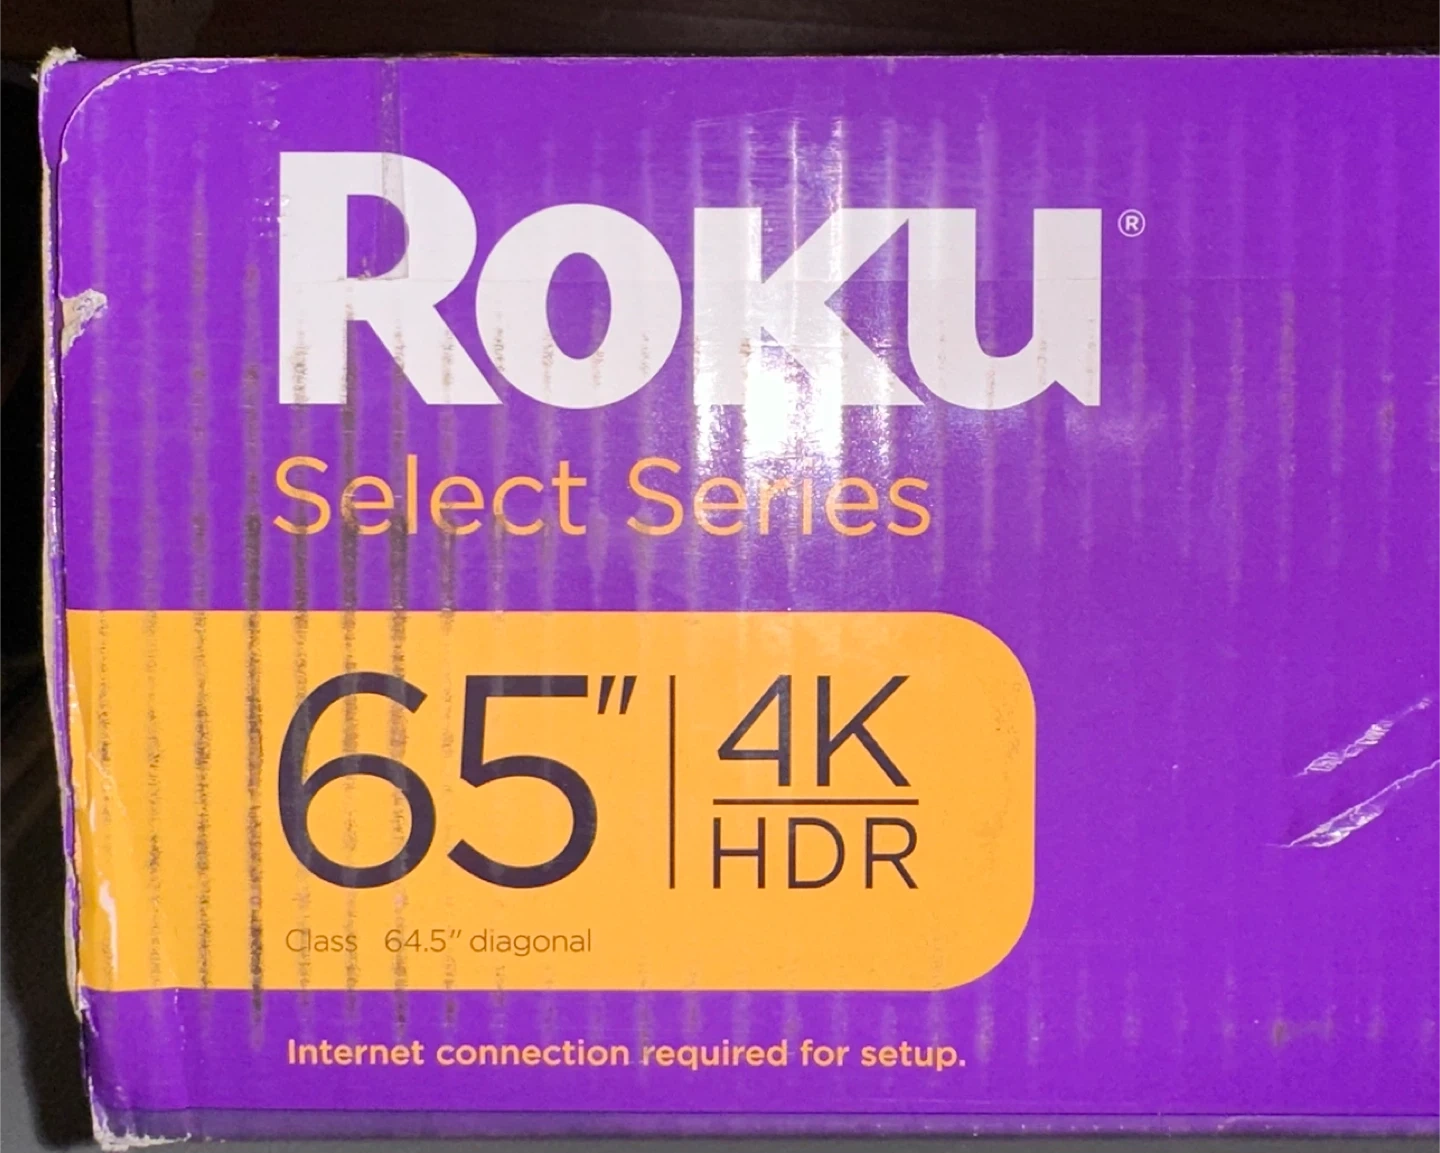 Roku®
Select Series
65" 4K
HDR
Class 64.5" diagonal
Internet connection required for setup.